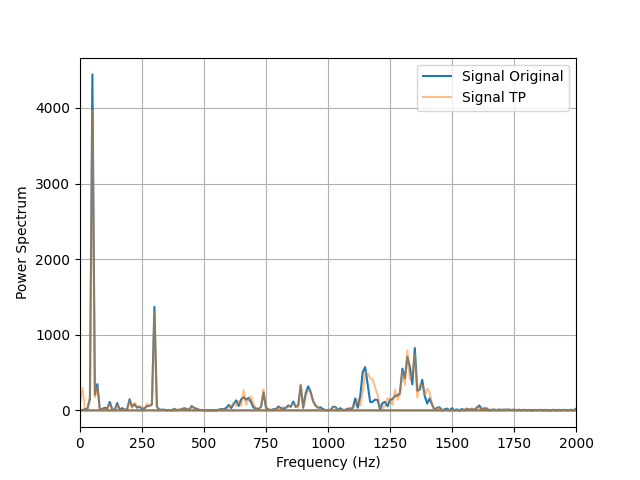 Signal Original
Signal TP
4000
3000
2000
1000
0
Power Spectrum
0 250 500 750 1000 1250 1500 1750 2000
Frequency (Hz)